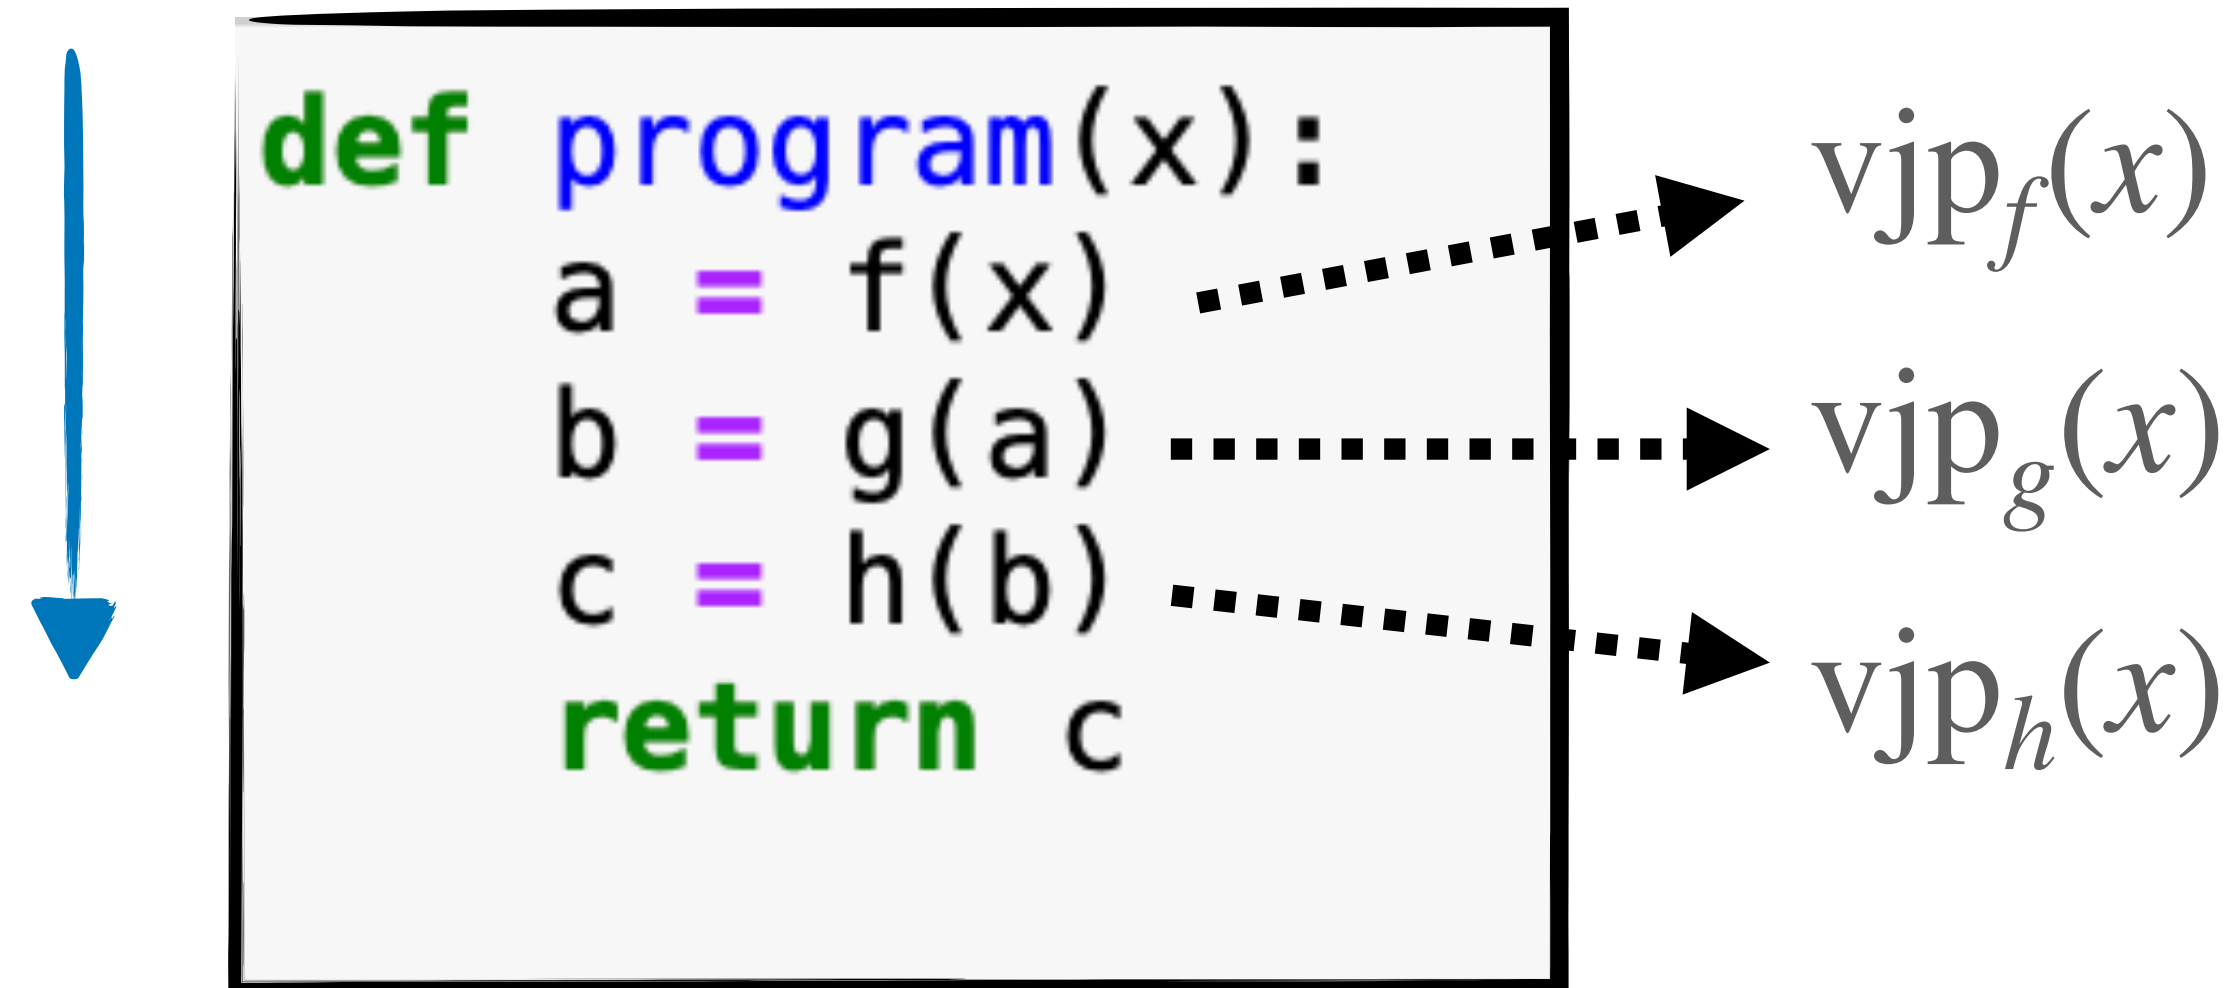 def program(x):
    a = f(x)
    b = g(a)
    c = h(b)
    return c
vjp_f(x)
vjp_g(x)
vjp_h(x)